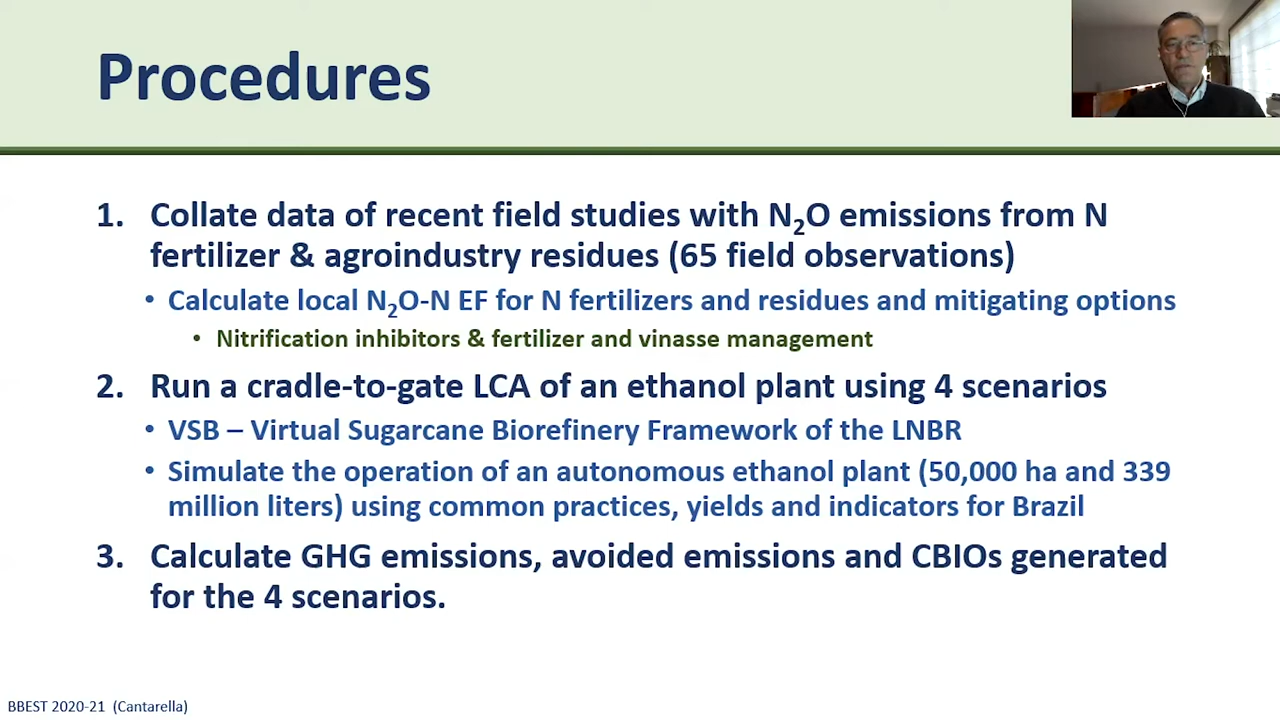 Procedures
1. Collate data of recent field studies with N₂O emissions from N
fertilizer & agroindustry residues (65 field observations)
• Calculate local N₂O-N EF for N fertilizers and residues and mitigating options
• Nitrification inhibitors & fertilizer and vinasse management
2. Run a cradle-to-gate LCA of an ethanol plant using 4 scenarios
• VSB – Virtual Sugarcane Biorefinery Framework of the LNBR
• Simulate the operation of an autonomous ethanol plant (50,000 ha and 339
million liters) using common practices, yields and indicators for Brazil
3. Calculate GHG emissions, avoided emissions and CBIOs generated
for the 4 scenarios.
BBEST 2020-21 (Cantarella)